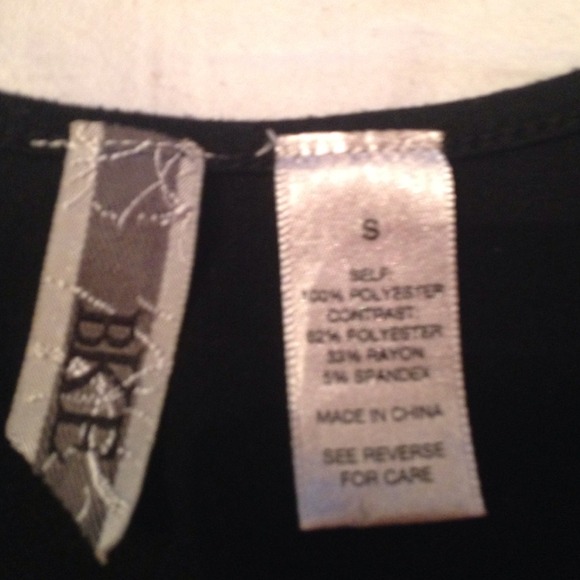 BKE
S
SELF:
100% POLYESTER
CONTRAST:
62% POLYESTER
33% RAYON
5% SPANDEX
MADE IN CHINA
SEE REVERSE
FOR CARE